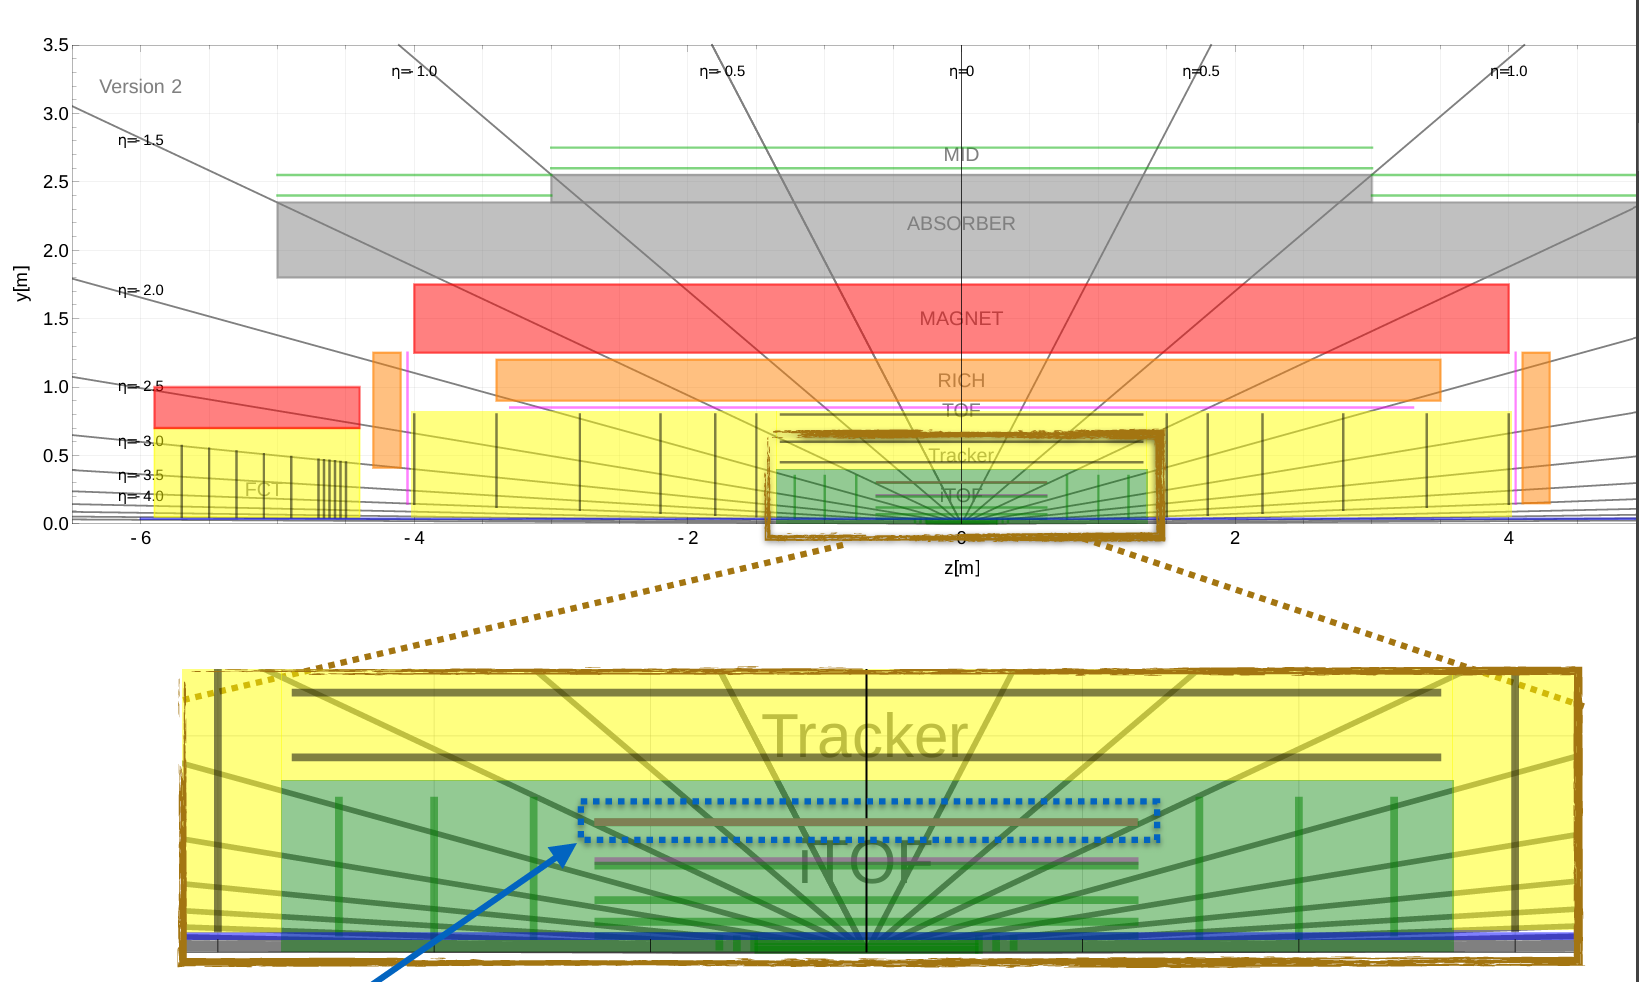 3.5
η=- 1.0 η=- 0.5 η=0 η=0.5 η=1.0
Version 2
3.0
η=- 1.5
MID
2.5
ABSORBER
2.0
y[m]
η=- 2.0
1.5
MAGNET
1.0
η=- 2.5
RICH
TOF
η=- 3.0
0.5
Tracker
η=- 3.5
FCT
iTOF
η=- 4.0
0.0
- 6 - 4 - 2 0 2 4
z[m]
Tracker
iTOF